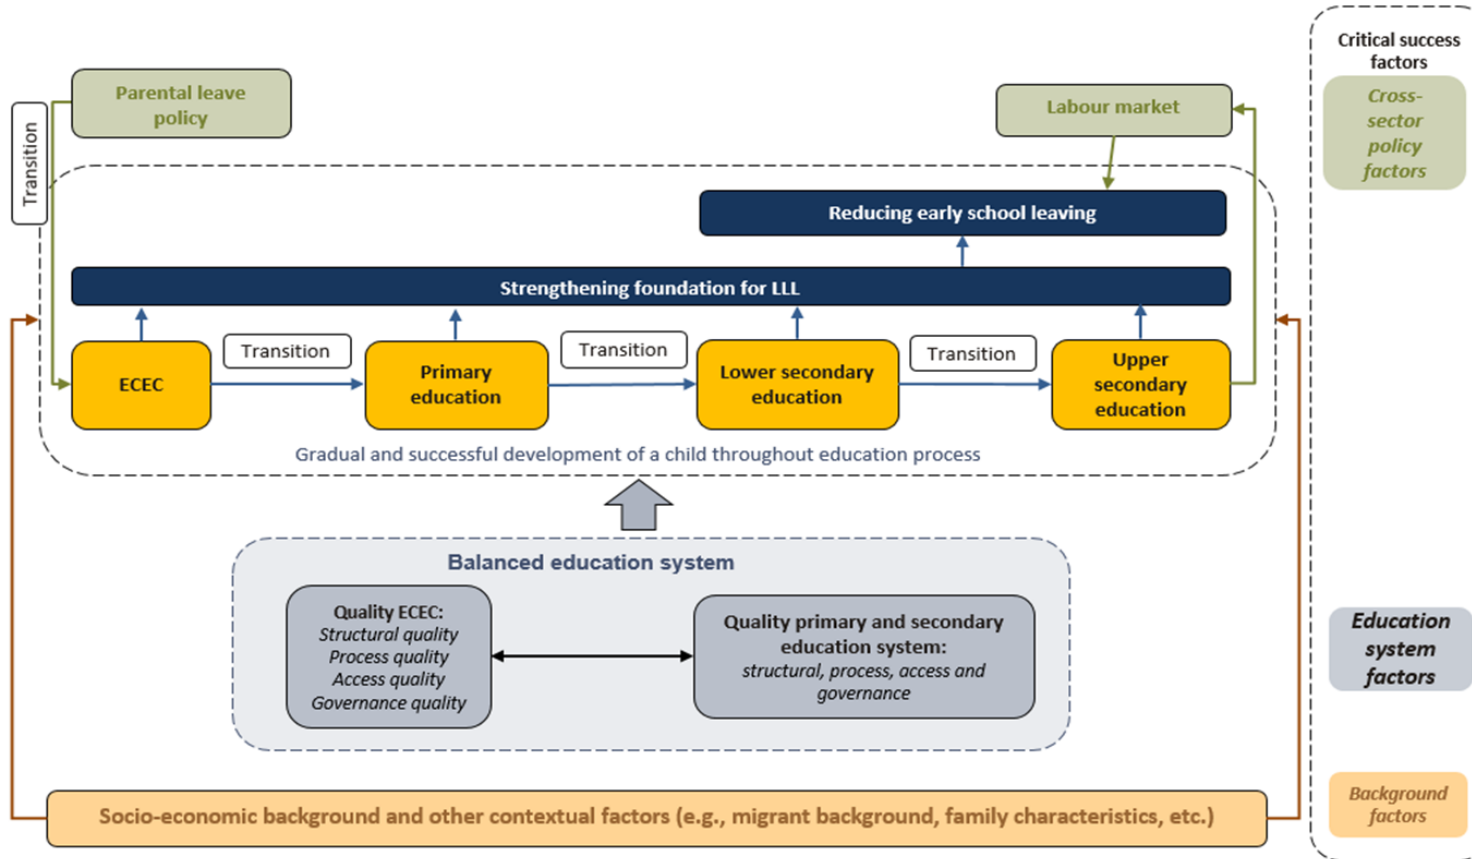 Critical success
factors
Cross-
sector
policy
factors
Parental leave
policy
Labour market
Transition
Reducing early school leaving
Strengthening foundation for LLL
Transition
Transition
Transition
ECEC
Primary
education
Lower secondary
education
Upper
secondary
education
Gradual and successful development of a child throughout education process
Balanced education system
Quality ECEC:
Structural quality
Process quality
Access quality
Governance quality
Quality primary and secondary
education system:
structural, process, access and
governance
Education
system
factors
Socio-economic background and other contextual factors (e.g., migrant background, family characteristics, etc.)
Background
factors